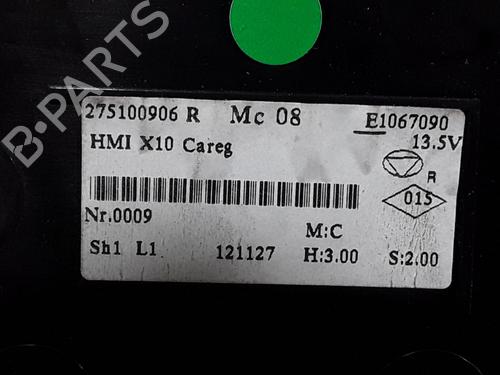 275100906 R Mc 08 E1067090
HMI X10 Careg 13.5V
R
015
Nr.0009
M:C
Sh1 L1 121127 H:3.00 S:2.00
B-PARTS